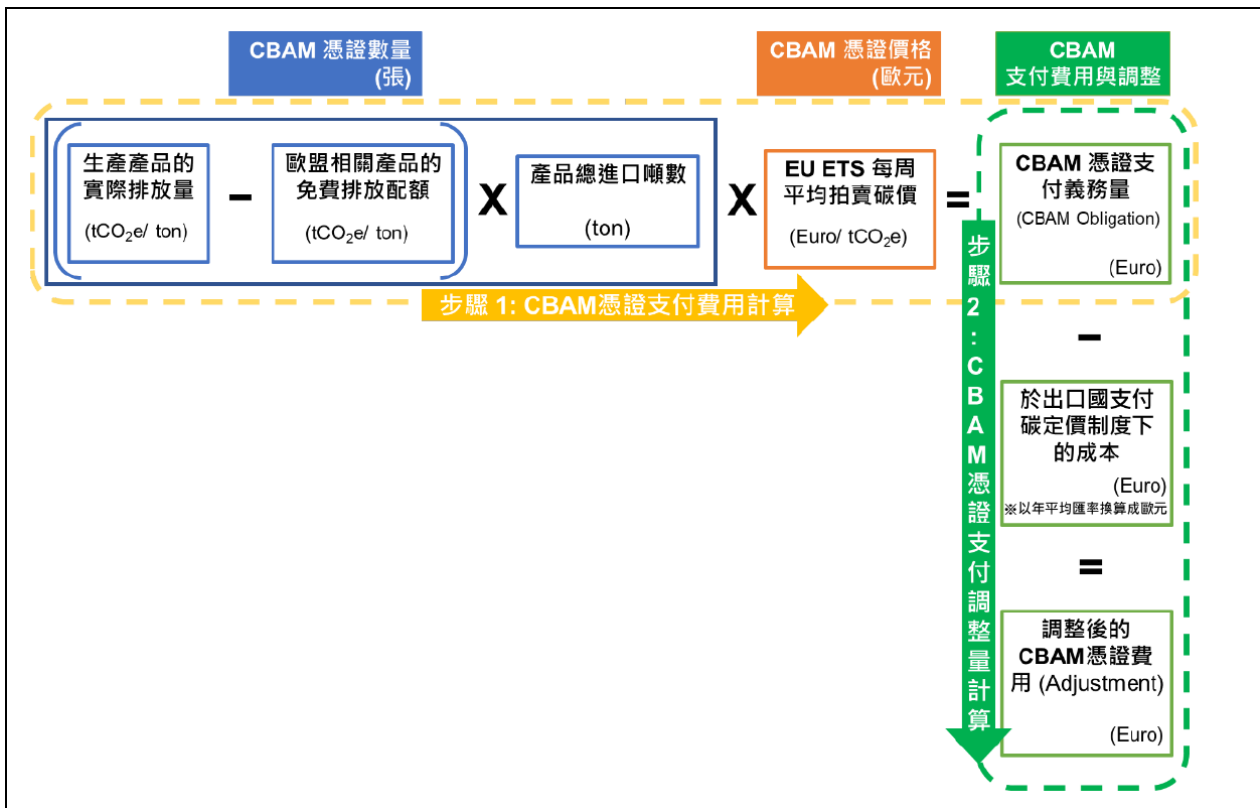 CBAM 憑證數量
(張)
CBAM 憑證價格
(歐元)
CBAM
支付費用與調整
生產產品的
實際排放量
(tCO₂e/ ton)
–
歐盟相關產品的
免費排放配額
(tCO₂e/ ton)
X
產品總進口噸數
(ton)
X
EU ETS 每周
平均拍賣碳價
(Euro/ tCO₂e)
=
CBAM 憑證支
付義務量
(CBAM Obligation)
(Euro)
步驟 1: CBAM憑證支付費用計算
步
驟
2
:
C
B
A
M
憑
證
支
付
調
整
量
計
算
–
於出口國支付
碳定價制度下
的成本
(Euro)
※以年平均匯率換算成歐元
=
調整後的
CBAM憑證費
用 (Adjustment)
(Euro)